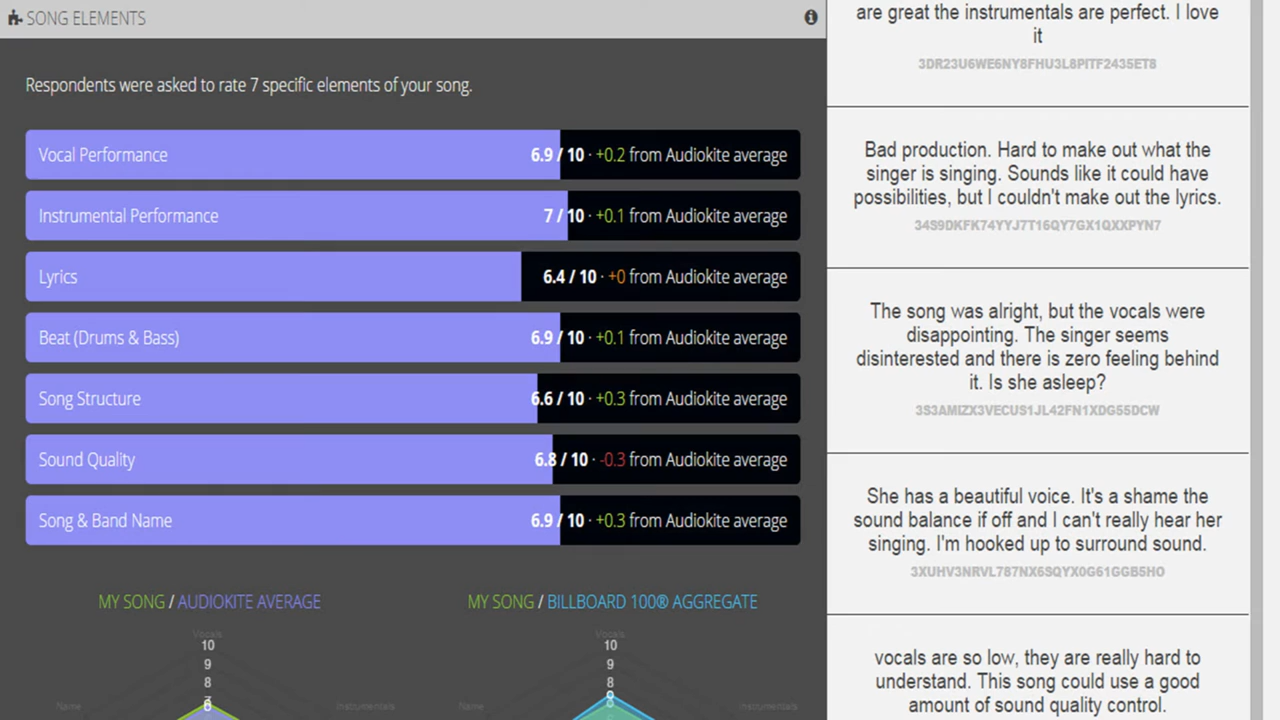 SONG ELEMENTS
Respondents were asked to rate 7 specific elements of your song.
Vocal Performance 6.9 / 10 · +0.2 from Audiokite average
Instrumental Performance 7 / 10 · +0.1 from Audiokite average
Lyrics 6.4 / 10 · +0 from Audiokite average
Beat (Drums & Bass) 6.9 / 10 · +0.1 from Audiokite average
Song Structure 6.6 / 10 · +0.3 from Audiokite average
Sound Quality 6.8 / 10 · -0.3 from Audiokite average
Song & Band Name 6.9 / 10 · +0.3 from Audiokite average
MY SONG / AUDIOKITE AVERAGE
Vocals
10
9
8
Name
Instrumentals
MY SONG / BILLBOARD 100® AGGREGATE
Vocals
10
9
8
Name
Instrumentals
are great the instrumentals are perfect. I love
it
3DR23U6WE6NY8FHU3L8PITF2435ET8
Bad production. Hard to make out what the
singer is singing. Sounds like it could have
possibilities, but I couldn't make out the lyrics.
34S9DKFK74YYJ7T16QY7GX1QXXPYN7
The song was alright, but the vocals were
disappointing. The singer seems
disinterested and there is zero feeling behind
it. Is she asleep?
3S3AMIZX3VECUS1JL42FN1XDG55DCW
She has a beautiful voice. It's a shame the
sound balance if off and I can't really hear her
singing. I'm hooked up to surround sound.
3XUHV3NRVL787NX6SQYX0G61GGB5HO
vocals are so low, they are really hard to
understand. This song could use a good
amount of sound quality control.